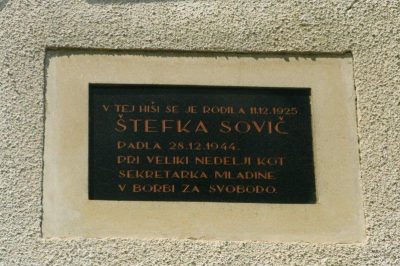 V TEJ HIŠI SE JE RODILA 11.12.1925.
ŠTEFKA SOVIČ
PADLA 28.12.1944.
PRI VELIKI NEDELJI KOT
SEKRETARKA MLADINE
V BORBI ZA SVOBODO.